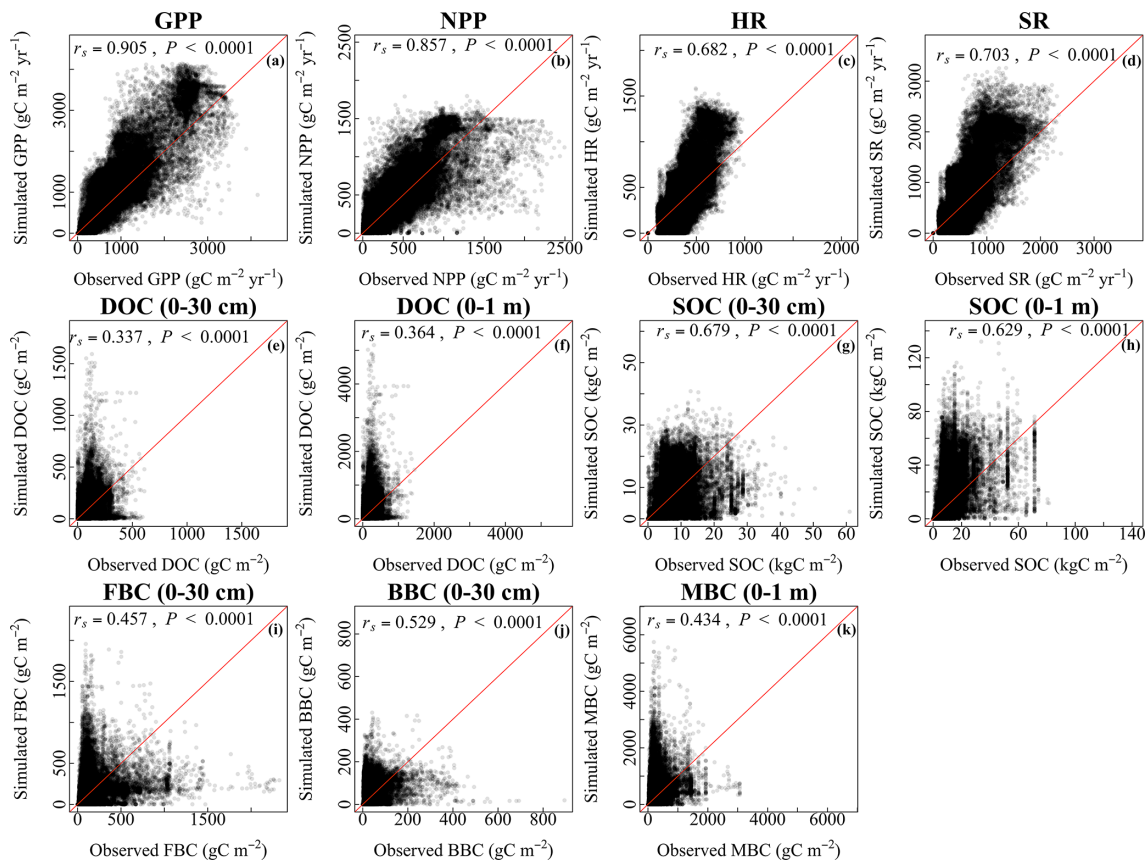 GPP
NPP
HR
SR
r_s = 0.905 , P < 0.0001
(a)
r_s = 0.857 , P < 0.0001
(b)
r_s = 0.682 , P < 0.0001
(c)
r_s = 0.703 , P < 0.0001
(d)
Simulated GPP (gC m⁻² yr⁻¹)
0 1000 3000
0 1000 3000
Observed GPP (gC m⁻² yr⁻¹)
Simulated NPP (gC m⁻² yr⁻¹)
0 500 1500 2500
0 500 1000 1500 2000 2500
Observed NPP (gC m⁻² yr⁻¹)
Simulated HR (gC m⁻² yr⁻¹)
0 500 1500
0 500 1000 2000
Observed HR (gC m⁻² yr⁻¹)
Simulated SR (gC m⁻² yr⁻¹)
0 1000 2000 3000
0 1000 2000 3000
Observed SR (gC m⁻² yr⁻¹)
DOC (0-30 cm)
DOC (0-1 m)
SOC (0-30 cm)
SOC (0-1 m)
r_s = 0.337 , P < 0.0001
(e)
r_s = 0.364 , P < 0.0001
(f)
r_s = 0.679 , P < 0.0001
(g)
r_s = 0.629 , P < 0.0001
(h)
Simulated DOC (gC m⁻²)
0 500 1000 1500
0 500 1000 1500
Observed DOC (gC m⁻²)
Simulated DOC (gC m⁻²)
0 2000 4000
0 2000 4000
Observed DOC (gC m⁻²)
Simulated SOC (kgC m⁻²)
0 10 20 40 60
0 10 20 30 40 50 60
Observed SOC (kgC m⁻²)
Simulated SOC (kgC m⁻²)
0 40 80 120
0 20 40 60 100 140
Observed SOC (kgC m⁻²)
FBC (0-30 cm)
BBC (0-30 cm)
MBC (0-1 m)
r_s = 0.457 , P < 0.0001
(i)
r_s = 0.529 , P < 0.0001
(j)
r_s = 0.434 , P < 0.0001
(k)
Simulated FBC (gC m⁻²)
0 500 1500
0 500 1500
Observed FBC (gC m⁻²)
Simulated BBC (gC m⁻²)
0 200 400 600 800
0 200 400 600 800
Observed BBC (gC m⁻²)
Simulated MBC (gC m⁻²)
0 2000 4000 6000
0 2000 4000 6000
Observed MBC (gC m⁻²)